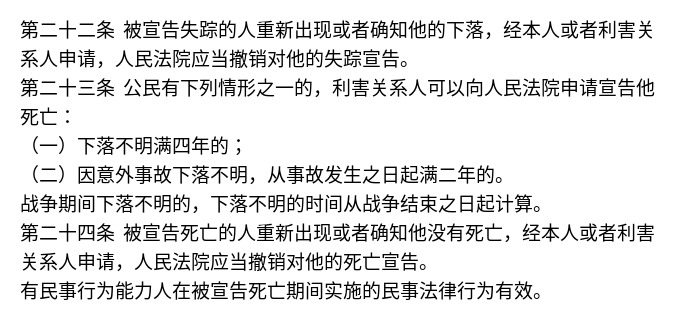 第二十二条 被宣告失踪的人重新出现或者确知他的下落，经本人或者利害关
系人申请，人民法院应当撤销对他的失踪宣告。
第二十三条 公民有下列情形之一的，利害关系人可以向人民法院申请宣告他
死亡：
（一）下落不明满四年的；
（二）因意外事故下落不明，从事故发生之日起满二年的。
战争期间下落不明的，下落不明的时间从战争结束之日起计算。
第二十四条 被宣告死亡的人重新出现或者确知他没有死亡，经本人或者利害
关系人申请，人民法院应当撤销对他的死亡宣告。
有民事行为能力人在被宣告死亡期间实施的民事法律行为有效。